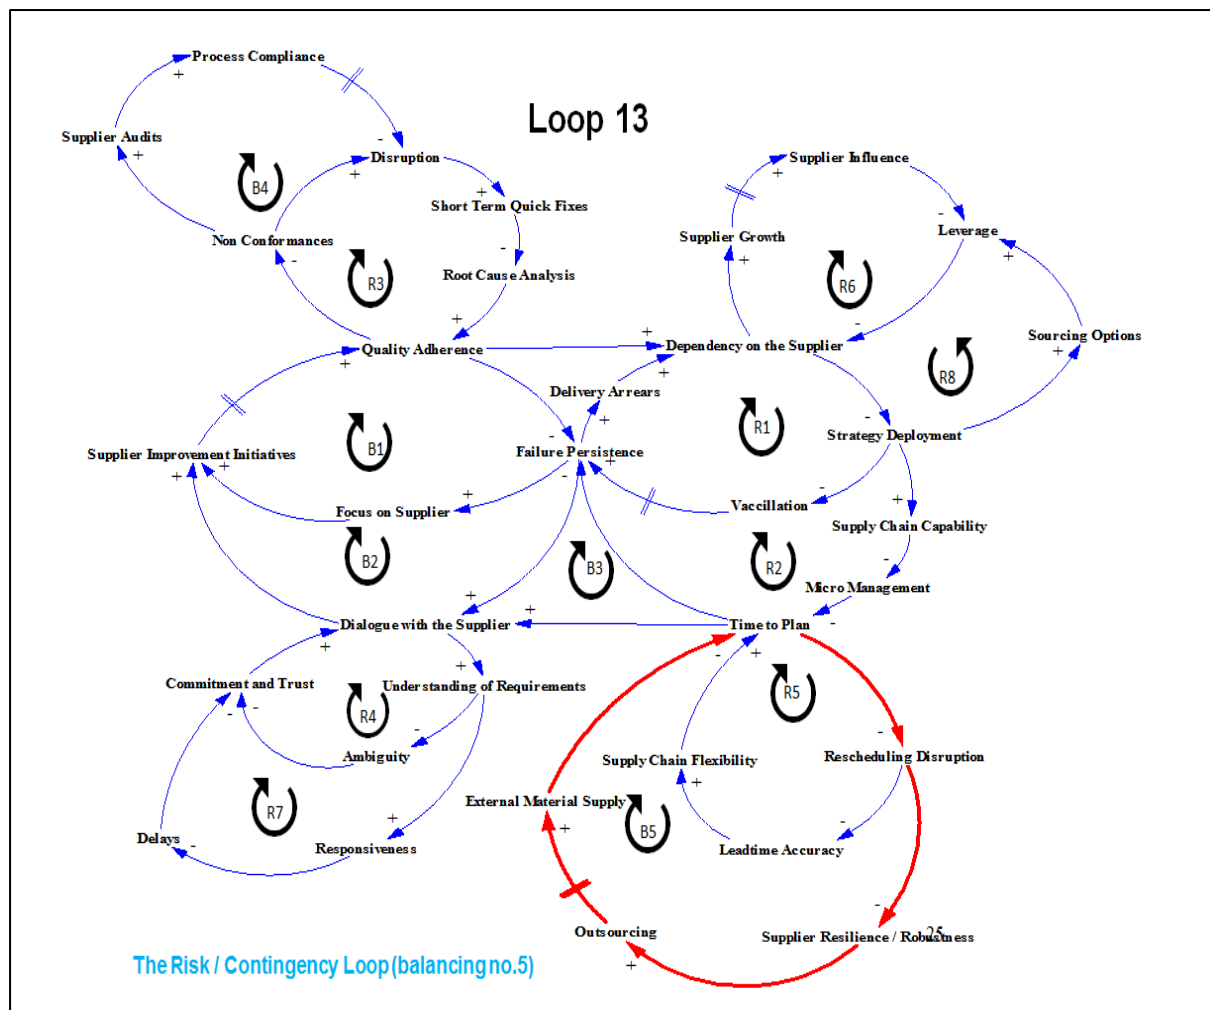 Process Compliance
+
-
Loop 13
Supplier Audits
+
Disruption
+
Supplier Influence
+
B4
+
Short Term Quick Fixes
-
Leverage
Non Conformances
-
Supplier Growth
+
+
-
Root Cause Analysis
R3
R6
+
+
Quality Adherence
+
Dependency on the Supplier
-
Sourcing Options
+
+
+
Delivery Arrears
R8
+
-
-
Strategy Deployment
R1
B1
Supplier Improvement Initiatives
+
+
Failure Persistence
+
-
+
-
+
Vaccillation
Focus on Supplier
Supply Chain Capability
-
B2
B3
R2
Micro Management
+
+
Dialogue with the Supplier
Time to Plan
-
+
+
-
+
Commitment and Trust
Understanding of Requirements
R5
-
-
R4
-
-
Ambiguity
Supply Chain Flexibility
Rescheduling Disruption
+
External Material Supply
R7
+
+
B5
-
Delays
-
Responsiveness
Leadtime Accuracy
-
Outsourcing
+
Supplier Resilience / Robustness
25
The Risk / Contingency Loop (balancing no.5)